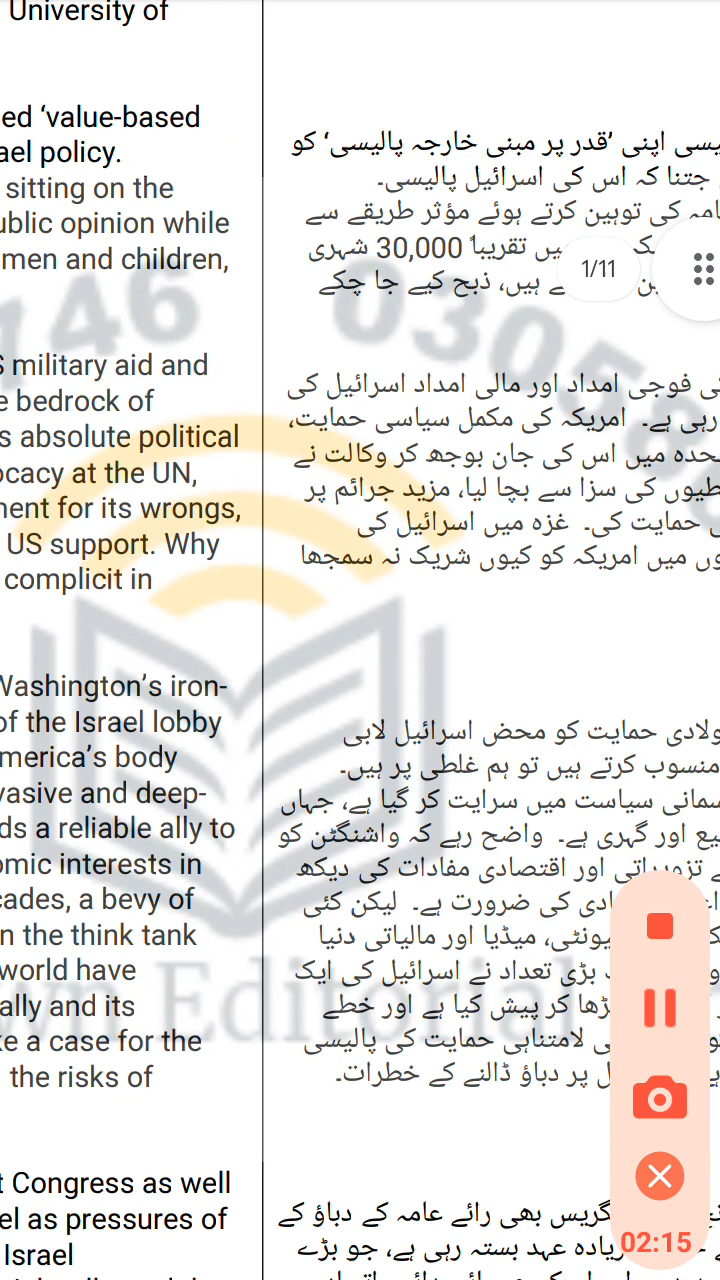 University of
ed ‘value-based
ael policy.
sitting on the
ublic opinion while
men and children,
S military aid and
e bedrock of
s absolute political
ocacy at the UN,
nent for its wrongs,
US support. Why
complicit in
Washington’s iron-
of the Israel lobby
merica’s body
vasive and deep-
ds a reliable ally to
omic interests in
cades, a bevy of
n the think tank
world have
ally and its
ke a case for the
the risks of
t Congress as well
el as pressures of
Israel
یسی اپنی ’قدر پر مبنی خارجہ پالیسی‘ کو
جتنا کہ اس کی اسرائیل پالیسی۔
امہ کی توہین کرتے ہوئے مؤثر طریقے سے
یں تقریباً 30,000 شہری
ے ہیں، ذبح کیے جا چکے
ی فوجی امداد اور مالی امداد اسرائیل کی
رہی ہے۔ امریکہ کی مکمل سیاسی حمایت،
حدہ میں اس کی جان بوجھ کر وکالت نے
طیوں کی سزا سے بچا لیا، مزید جرائم پر
حمایت کی۔ غزہ میں اسرائیل کی
وں میں امریکہ کو کیوں شریک نہ سمجھا
ولادی حمایت کو محض اسرائیل لابی
منسوب کرتے ہیں تو ہم غلطی پر ہیں۔
سمانی سیاست میں سرایت کر گیا ہے، جہاں
یع اور گہری ہے۔ واضح رہے کہ واشنگٹن کو
ے تزویراتی اور اقتصادی مفادات کی دیکھ
ادی کی ضرورت ہے۔ لیکن کئی
یونٹی، میڈیا اور مالیاتی دنیا
بڑی تعداد نے اسرائیل کی ایک
ڑھا کر پیش کیا ہے اور خطے
ی لامتناہی حمایت کی پالیسی
ل پر دباؤ ڈالنے کے خطرات۔
گریس بھی رائے عامہ کے دباؤ کے
زیادہ عہد بستہ رہی ہے، جو بڑے
1/11
146
03058
wn Editorial
02:15